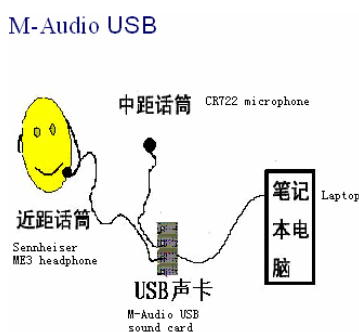 M-Audio USB
中距话筒
CR722 microphone
近距话筒
Sennheiser
ME3 headphone
笔记
本电
脑
Laptop
USB声卡
M-Audio USB
sound card